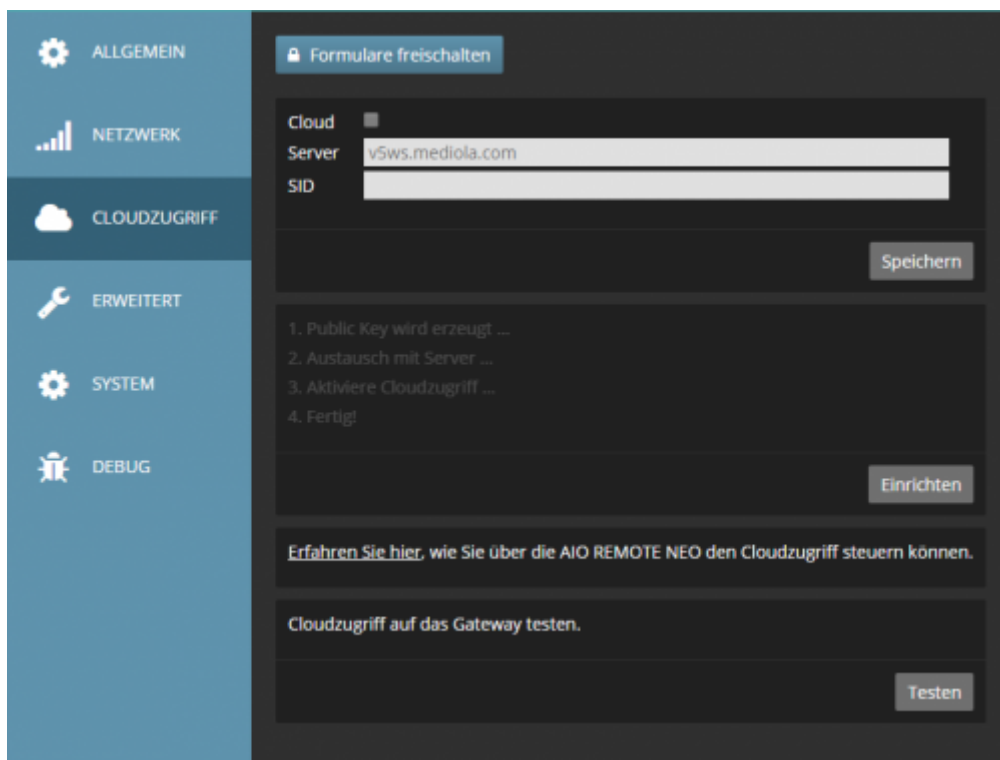 ALLGEMEIN
NETZWERK
CLOUDZUGRIFF
ERWEITERT
SYSTEM
DEBUG
Formulare freischalten
Cloud
Server v5ws.mediola.com
SID
Speichern
1. Public Key wird erzeugt ...
2. Austausch mit Server ...
3. Aktiviere Cloudzugriff ...
4. Fertig!
Einrichten
Erfahren Sie hier, wie Sie über die AIO REMOTE NEO den Cloudzugriff steuern können.
Cloudzugriff auf das Gateway testen.
Testen